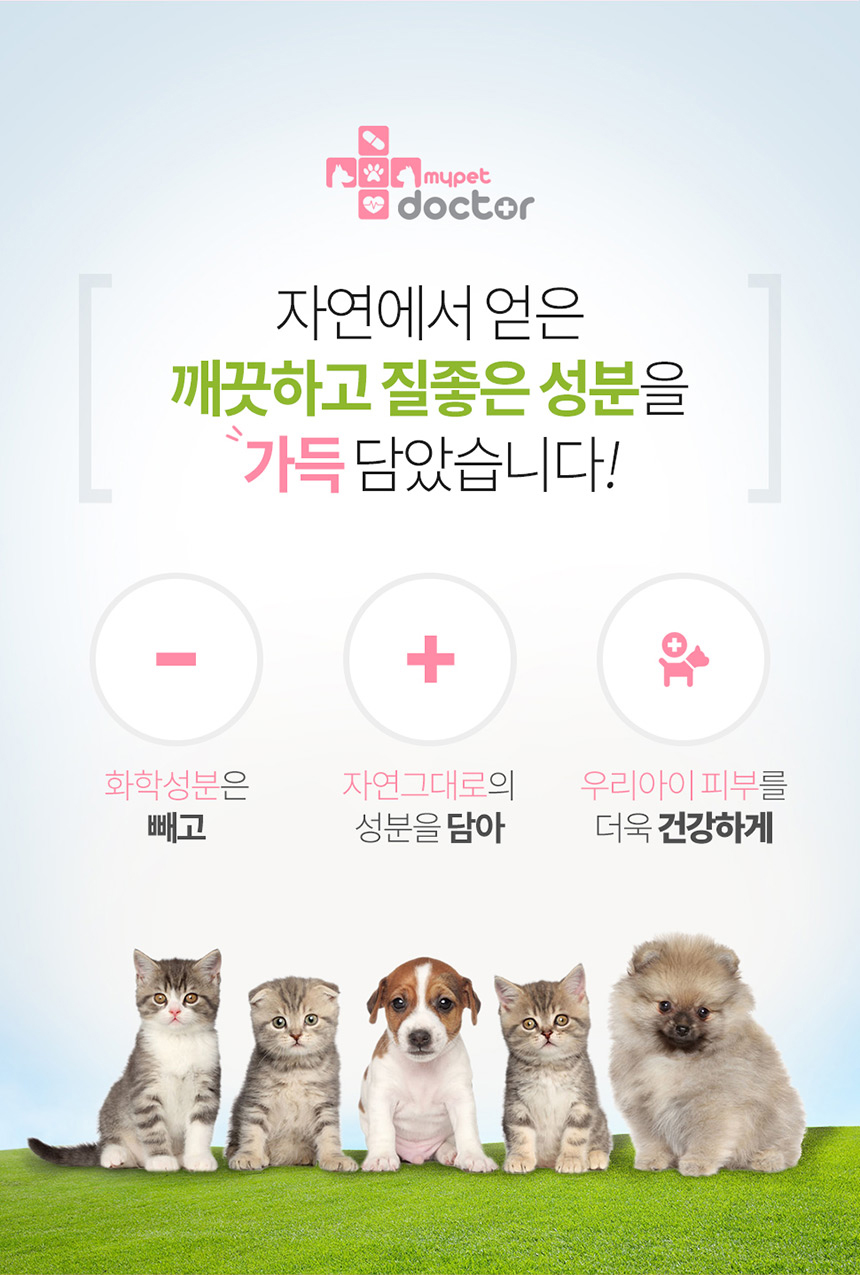 mypet
doctor
자연에서 얻은
깨끗하고 질좋은 성분을
가득 담았습니다!
화학성분은
빼고
자연그대로의
성분을 담아
우리아이 피부를
더욱 건강하게